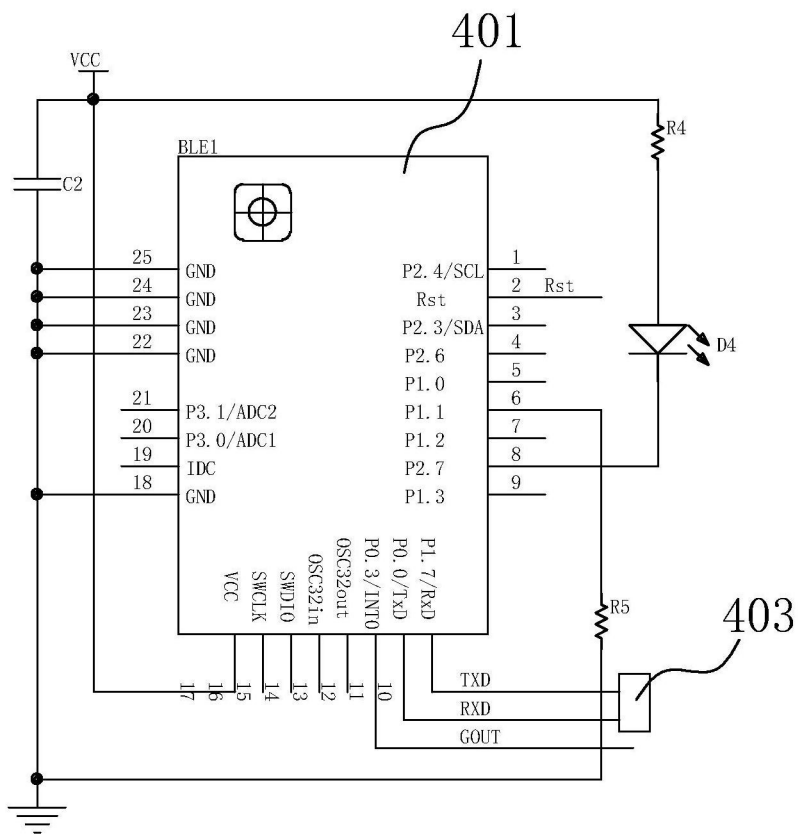 401
VCC
R4
BLE1
C2
25 GND P2.4/SCL 1
24 GND Rst 2 Rst
23 GND P2.3/SDA 3
22 GND P2.6 4
D4
P1.0 5
21 P3.1/ADC2 P1.1 6
20 P3.0/ADC1 P1.2 7
19 IDC P2.7 8
18 GND P1.3 9
VCC
SWCLK
SWDIO
OSC32in
OSC32out
P0.3/INT0
P0.0/TxD
P1.7/RxD
R5
403
17 16 15 14 13 12 11 10
TXD
RXD
GOUT